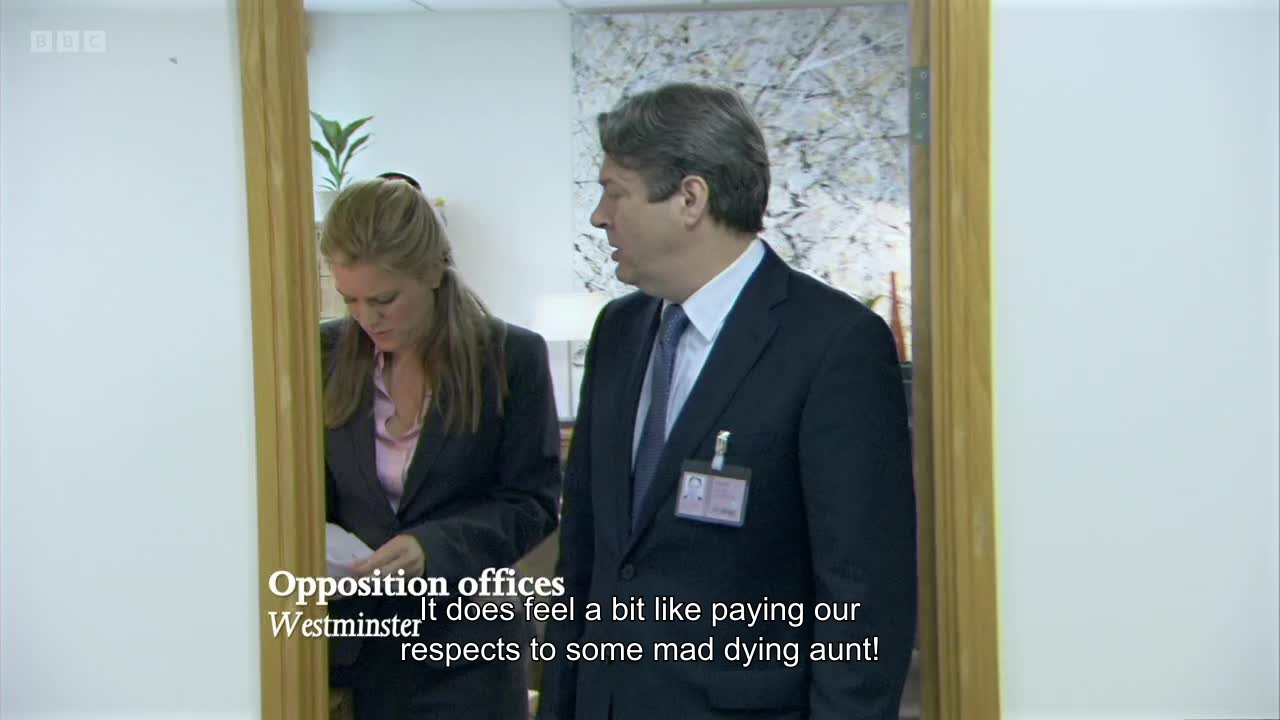 BBC
Opposition offices
Westminster
It does feel a bit like paying our
respects to some mad dying aunt!